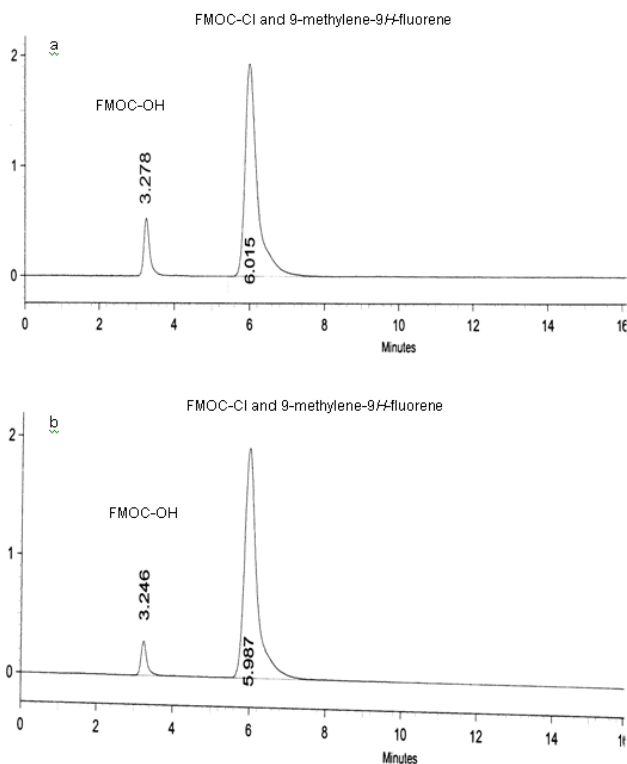 FMOC-Cl and 9-methylene-9H-fluorene
a
2
FMOC-OH
3.278
1
6.015
0
0 2 4 6 8 10 12 14 16
Minutes
FMOC-Cl and 9-methylene-9H-fluorene
b
2
FMOC-OH
1
3.246
5.987
0
0 2 4 6 8 10 12 14 16
Minutes